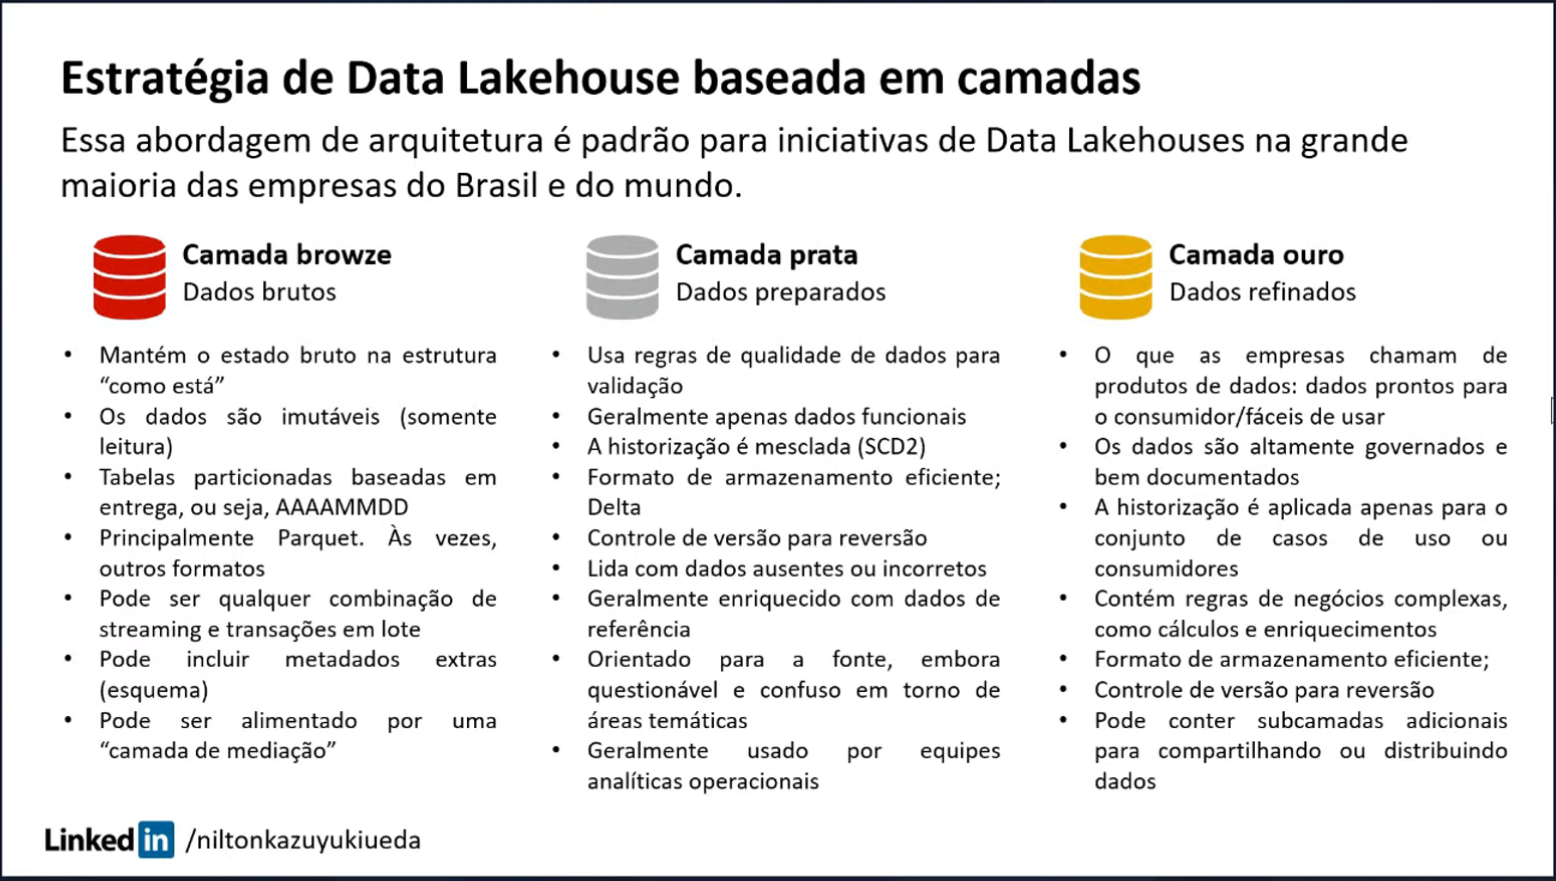 Estratégia de Data Lakehouse baseada em camadas
Essa abordagem de arquitetura é padrão para iniciativas de Data Lakehouses na grande
maioria das empresas do Brasil e do mundo.
Camada browze
Dados brutos
• Mantém o estado bruto na estrutura
“como está”
• Os dados são imutáveis (somente
leitura)
• Tabelas particionadas baseadas em
entrega, ou seja, AAAAMMDD
• Principalmente Parquet. Às vezes,
outros formatos
• Pode ser qualquer combinação de
streaming e transações em lote
• Pode incluir metadados extras
(esquema)
• Pode ser alimentado por uma
“camada de mediação”
Camada prata
Dados preparados
• Usa regras de qualidade de dados para
validação
• Geralmente apenas dados funcionais
• A historização é mesclada (SCD2)
• Formato de armazenamento eficiente;
Delta
• Controle de versão para reversão
• Lida com dados ausentes ou incorretos
• Geralmente enriquecido com dados de
referência
• Orientado para a fonte, embora
questionável e confuso em torno de
áreas temáticas
• Geralmente usado por equipes
analíticas operacionais
Camada ouro
Dados refinados
• O que as empresas chamam de
produtos de dados: dados prontos para
o consumidor/fáceis de usar
• Os dados são altamente governados e
bem documentados
• A historização é aplicada apenas para o
conjunto de casos de uso ou
consumidores
• Contém regras de negócios complexas,
como cálculos e enriquecimentos
• Formato de armazenamento eficiente;
• Controle de versão para reversão
• Pode conter subcamadas adicionais
para compartilhando ou distribuindo
dados
Linked in /niltonkazuyukiueda